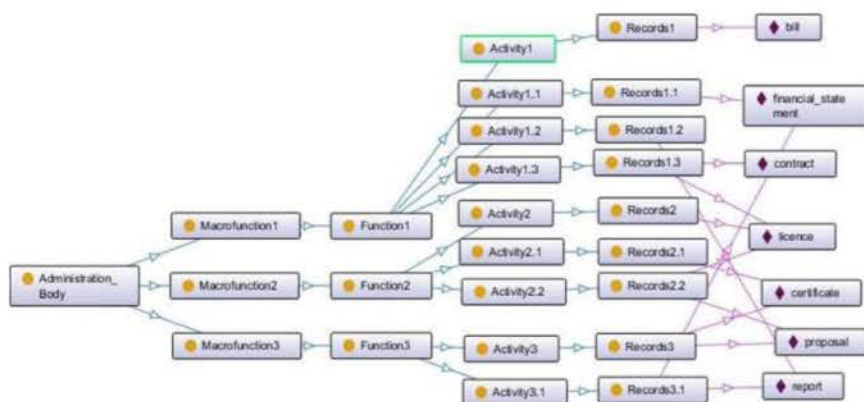 Activity1
Records1
bill
Activity1.1
Records1.1
financial_state
ment
Activity1.2
Records1.2
Activity1.3
Records1.3
contract
Macrofunction1
Function1
Activity2
Records2
licence
Administration_
Body
Macrofunction2
Function2
Activity2.1
Records2.1
Activity2.2
Records2.2
certificate
Macrofunction3
Function3
Activity3
Records3
proposal
Activity3.1
Records3.1
report